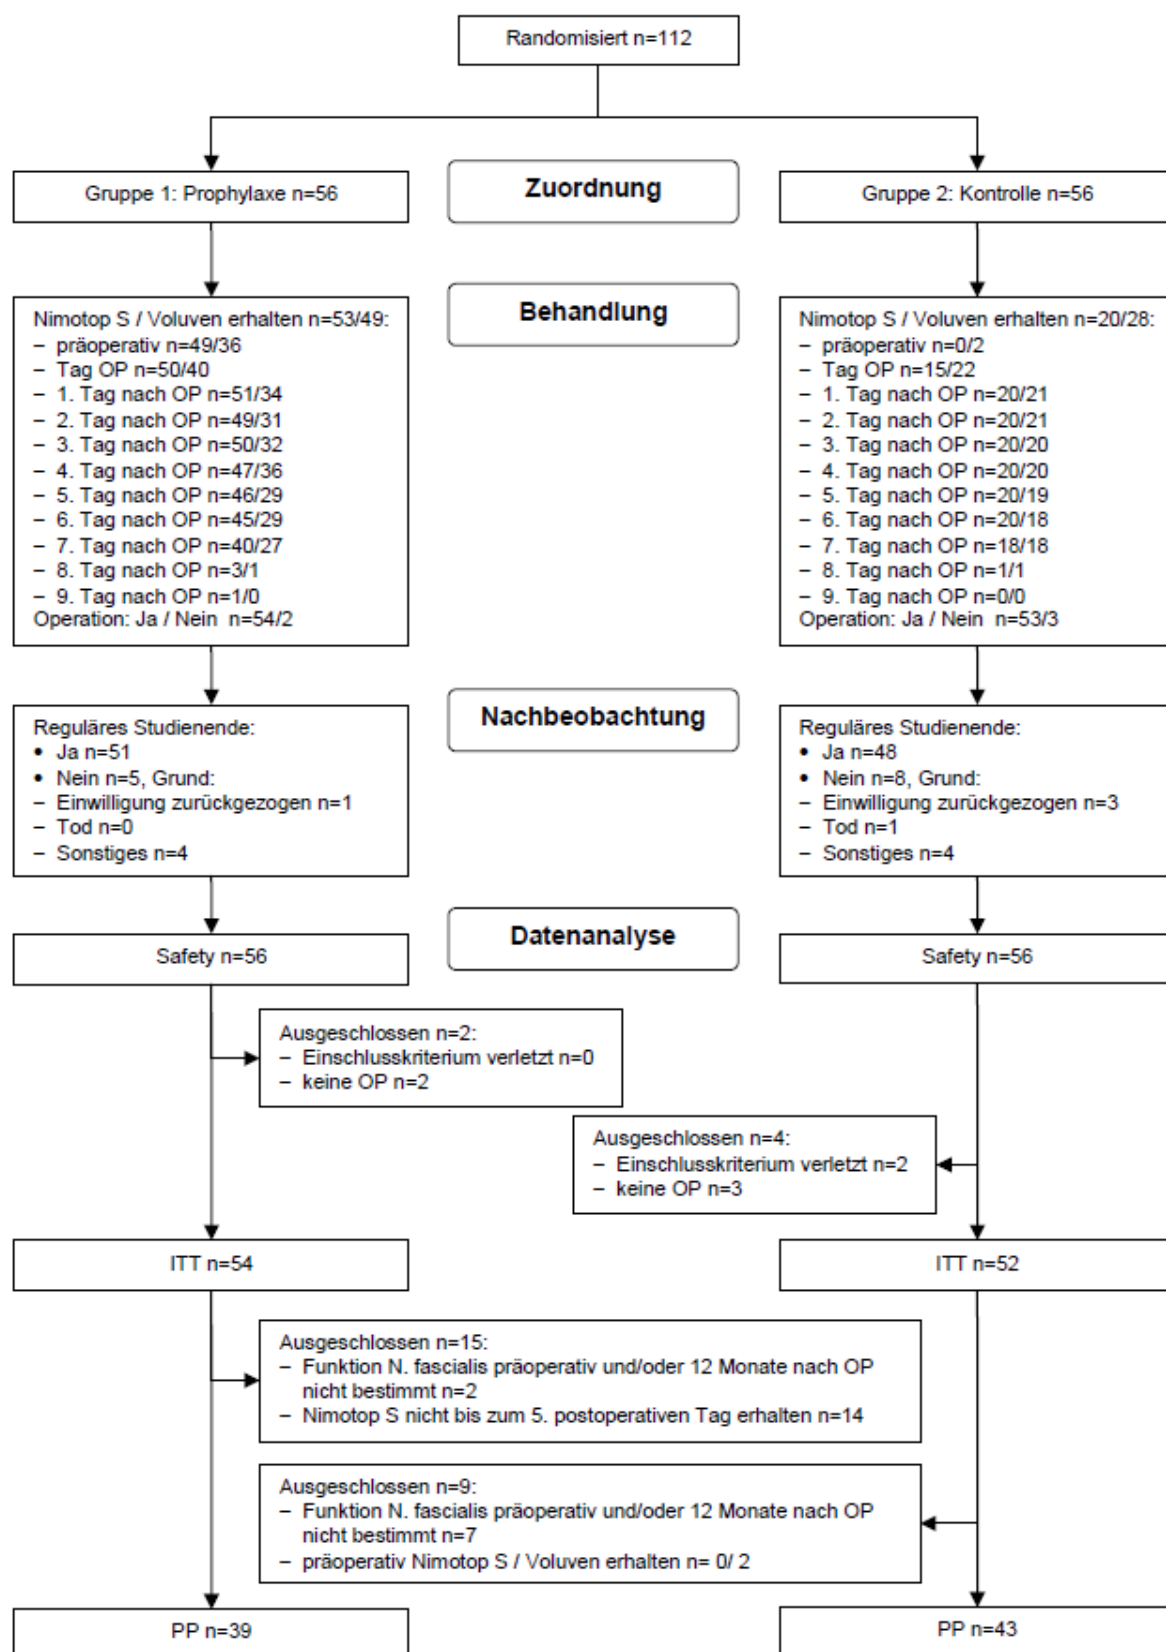 Randomisiert n=112
Zuordnung
Gruppe 1: Prophylaxe n=56
Gruppe 2: Kontrolle n=56
Behandlung
Nimotop S / Voluven erhalten n=53/49:
– präoperativ n=49/36
– Tag OP n=50/40
– 1. Tag nach OP n=51/34
– 2. Tag nach OP n=49/31
– 3. Tag nach OP n=50/32
– 4. Tag nach OP n=47/36
– 5. Tag nach OP n=46/29
– 6. Tag nach OP n=45/29
– 7. Tag nach OP n=40/27
– 8. Tag nach OP n=3/1
– 9. Tag nach OP n=1/0
Operation: Ja / Nein n=54/2
Nimotop S / Voluven erhalten n=20/28:
– präoperativ n=0/2
– Tag OP n=15/22
– 1. Tag nach OP n=20/21
– 2. Tag nach OP n=20/21
– 3. Tag nach OP n=20/20
– 4. Tag nach OP n=20/20
– 5. Tag nach OP n=20/19
– 6. Tag nach OP n=20/18
– 7. Tag nach OP n=18/18
– 8. Tag nach OP n=1/1
– 9. Tag nach OP n=0/0
Operation: Ja / Nein n=53/3
Nachbeobachtung
Reguläres Studienende:
• Ja n=51
• Nein n=5, Grund:
– Einwilligung zurückgezogen n=1
– Tod n=0
– Sonstiges n=4
Reguläres Studienende:
• Ja n=48
• Nein n=8, Grund:
– Einwilligung zurückgezogen n=3
– Tod n=1
– Sonstiges n=4
Datenanalyse
Safety n=56
Safety n=56
Ausgeschlossen n=2:
– Einschlusskriterium verletzt n=0
– keine OP n=2
Ausgeschlossen n=4:
– Einschlusskriterium verletzt n=2
– keine OP n=3
ITT n=54
ITT n=52
Ausgeschlossen n=15:
– Funktion N. fascialis präoperativ und/oder 12 Monate nach OP
nicht bestimmt n=2
– Nimotop S nicht bis zum 5. postoperativen Tag erhalten n=14
Ausgeschlossen n=9:
– Funktion N. fascialis präoperativ und/oder 12 Monate nach OP
nicht bestimmt n=7
– präoperativ Nimotop S / Voluven erhalten n= 0/ 2
PP n=39
PP n=43